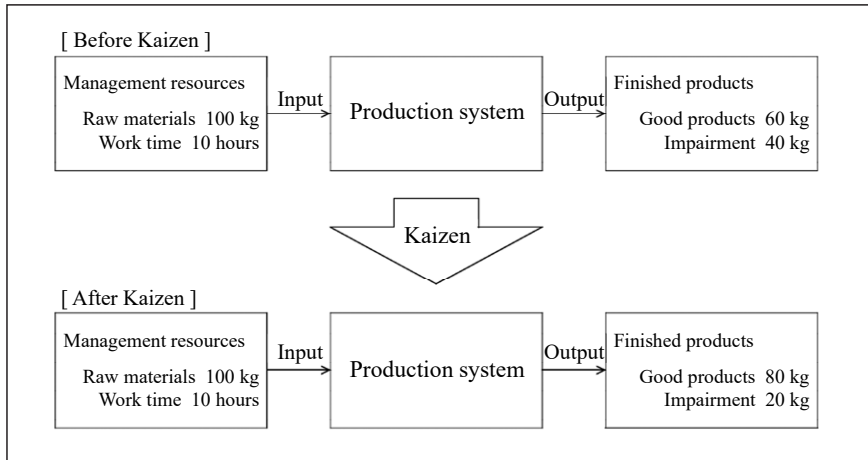 [ Before Kaizen ]
Management resources
Raw materials 100 kg
Work time 10 hours
Input
Production system
Output
Finished products
Good products 60 kg
Impairment 40 kg
Kaizen
[ After Kaizen ]
Management resources
Raw materials 100 kg
Work time 10 hours
Input
Production system
Output
Finished products
Good products 80 kg
Impairment 20 kg